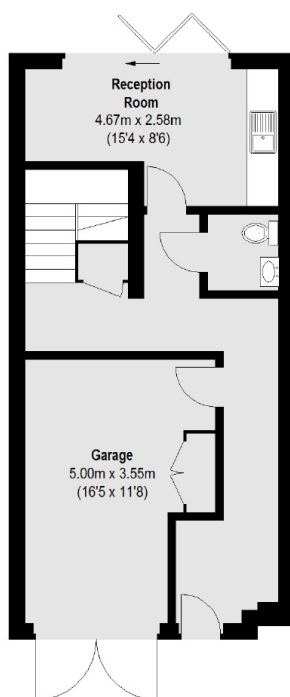 Reception
Room
4.67m x 2.58m
(15'4 x 8'6)
Garage
5.00m x 3.55m
(16'5 x 11'8)